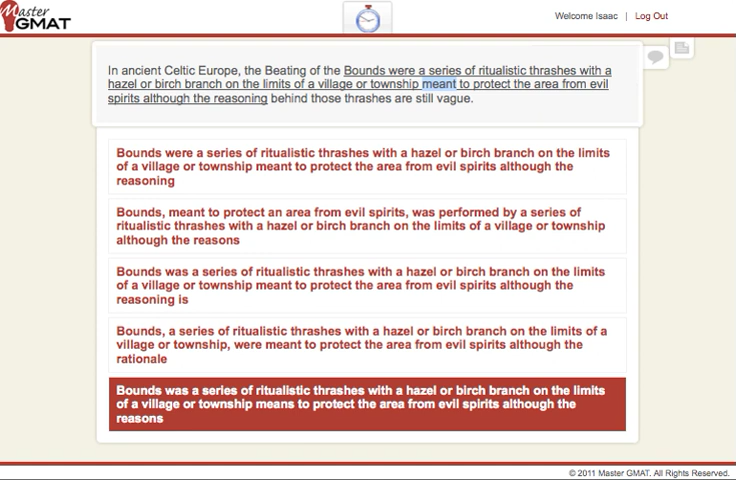 Master
GMAT
Welcome Isaac | Log Out
In ancient Celtic Europe, the Beating of the Bounds were a series of ritualistic thrashes with a
hazel or birch branch on the limits of a village or township meant to protect the area from evil
spirits although the reasoning behind those thrashes are still vague.
Bounds were a series of ritualistic thrashes with a hazel or birch branch on the limits
of a village or township meant to protect the area from evil spirits although the
reasoning
Bounds, meant to protect an area from evil spirits, was performed by a series of
ritualistic thrashes with a hazel or birch branch on the limits of a village or township
although the reasons
Bounds was a series of ritualistic thrashes with a hazel or birch branch on the limits
of a village or township meant to protect the area from evil spirits although the
reasoning is
Bounds, a series of ritualistic thrashes with a hazel or birch branch on the limits of a
village or township, were meant to protect the area from evil spirits although the
rationale
Bounds was a series of ritualistic thrashes with a hazel or birch branch on the limits
of a village or township means to protect the area from evil spirits although the
reasons
© 2011 Master GMAT. All Rights Reserved.